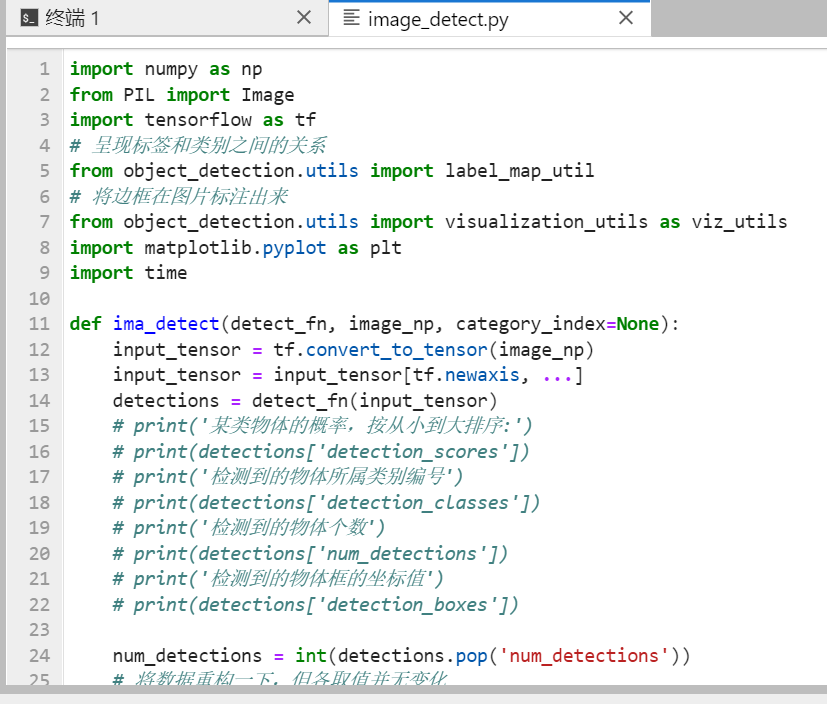 终端 1
image_detect.py
1 import numpy as np
2 from PIL import Image
3 import tensorflow as tf
4 # 呈现标签和类别之间的关系
5 from object_detection.utils import label_map_util
6 # 将边框在图片标注出来
7 from object_detection.utils import visualization_utils as viz_utils
8 import matplotlib.pyplot as plt
9 import time
10
11 def ima_detect(detect_fn, image_np, category_index=None):
12     input_tensor = tf.convert_to_tensor(image_np)
13     input_tensor = input_tensor[tf.newaxis, ...]
14     detections = detect_fn(input_tensor)
15     # print('某类物体的概率，按从小到大排序:')
16     # print(detections['detection_scores'])
17     # print('检测到的物体所属类别编号')
18     # print(detections['detection_classes'])
19     # print('检测到的物体个数')
20     # print(detections['num_detections'])
21     # print('检测到的物体框的坐标值')
22     # print(detections['detection_boxes'])
23
24     num_detections = int(detections.pop('num_detections'))
25     # 将数据重构一下，但各取值并无变化